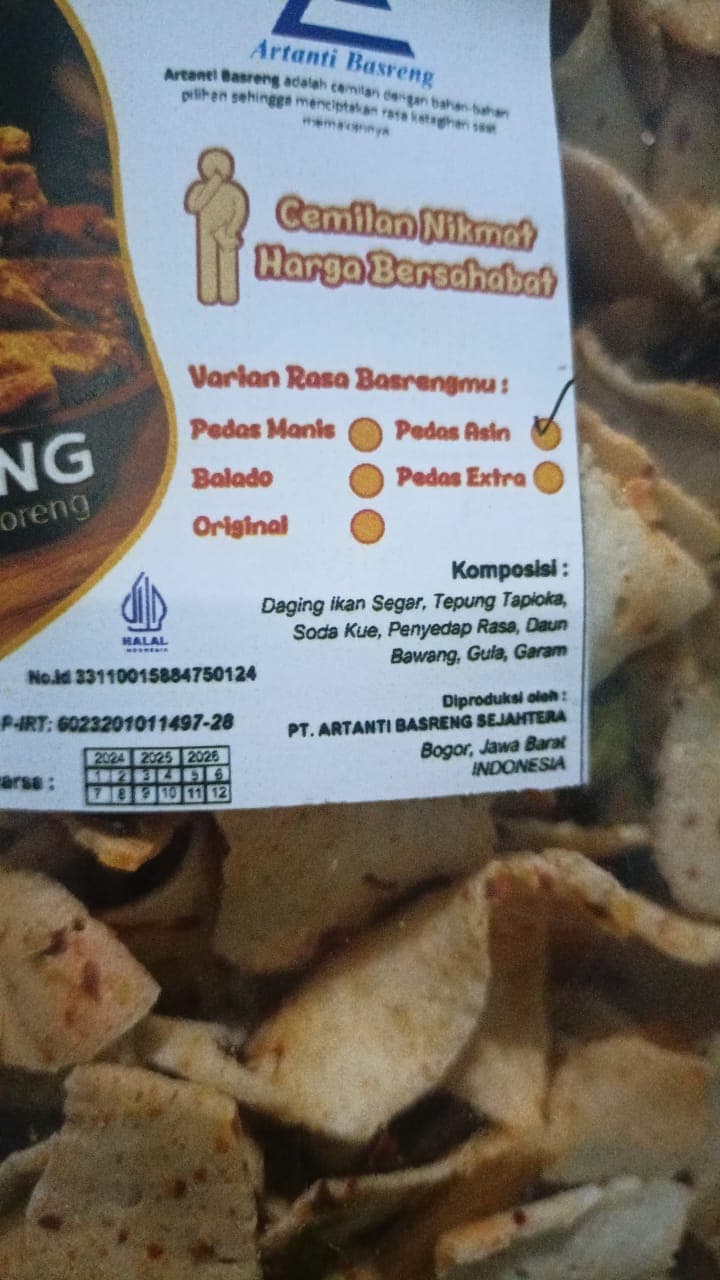 Artanti Basreng
Artanti Basreng adalah cemilan dengan bahan-bahan
pilihan sehingga menciptakan rasa ketagihan saat
memakannya
Cemilan Nikmat
Harga Bersahabat
Varian Rasa Basrengmu :
Pedas Manis Pedas Asin
Balado Pedas Extra
Original
NG
oreng
Komposisi :
Daging ikan Segar, Tepung Tapioka,
Soda Kue, Penyedap Rasa, Daun
Bawang, Gula, Garam
HALAL
INDONESIA
No.id 33110015884750124
P-IRT: 6023201011497-28
Diproduksi oleh :
PT. ARTANTI BASRENG SEJAHTERA
Bogor, Jawa Barat
INDONESIA
arsa :
2024 2025 2026
1 2 3 4 5 6
7 8 9 10 11 12